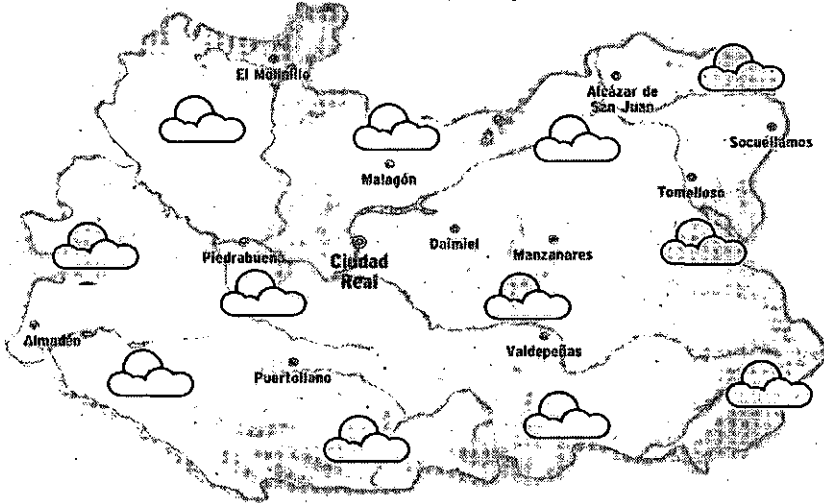 El Molinillo
Alcázar de
San Juan
Socuéllamos
Malagón
Tomelloso
Piedrabuena
Ciudad
Real
Daimiel
Manzanares
Almadén
Valdepeñas
Puertollano